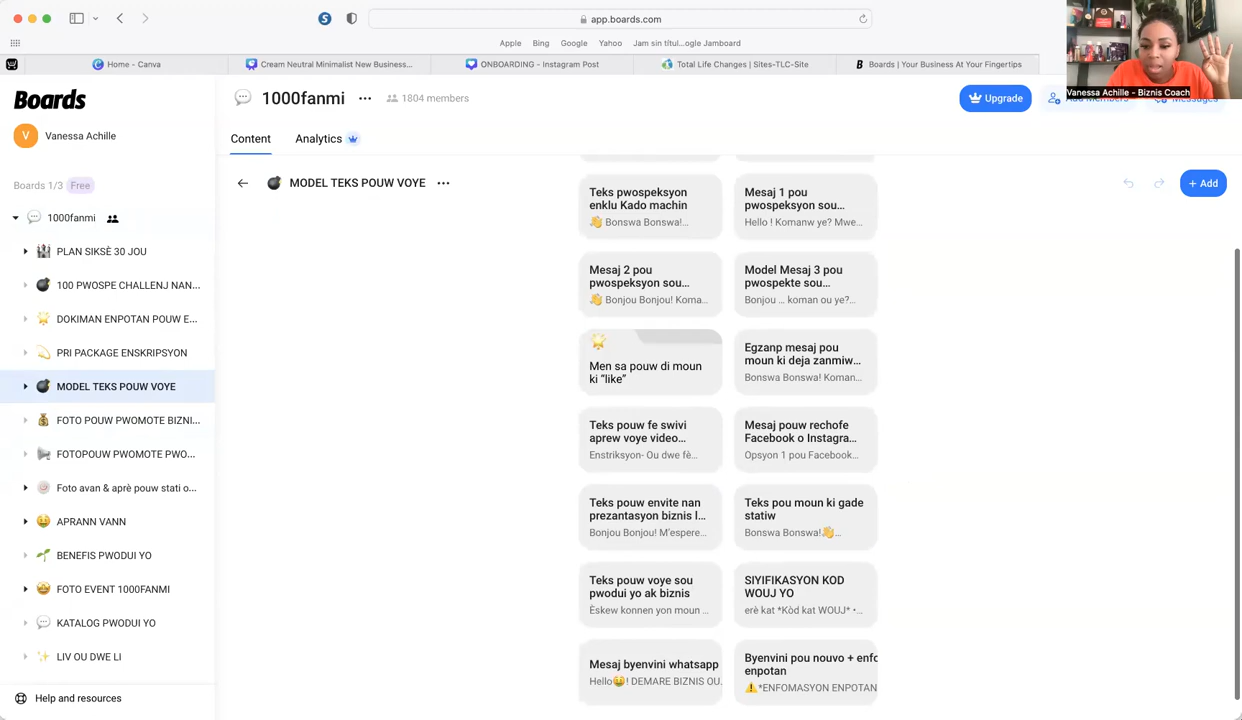 app.boards.com
Apple Bing Google Yahoo Jam sin títul...ogle Jamboard
Home - Canva
Cream Neutral Minimalist New Business...
ONBOARDING - Instagram Post
Total Life Changes | Sites-TLC-Site
Boards | Your Business At Your Fingertips
Vanessa Achille - Biznis Coach
Boards
1000fanmi
1804 members
Upgrade
Add Members
Messages
V Vanessa Achille
Content Analytics
Boards 1/3 Free
MODEL TEKS POUW VOYE
+ Add
1000fanmi
PLAN SIKSÈ 30 JOU
100 PWOSPE CHALLENJ NAN...
DOKIMAN ENPOTAN POUW E...
PRI PACKAGE ENSKRIPSYON
MODEL TEKS POUW VOYE
FOTO POUW PWOMOTE BIZNI...
FOTOPOUW PWOMOTE PWO...
Foto avan & aprè pouw stati o...
APRANN VANN
BENEFIS PWODUI YO
FOTO EVENT 1000FANMI
KATALOG PWODUI YO
LIV OU DWE LI
Help and resources
Teks pwospeksyon
enklu Kado machin
👋 Bonswa Bonswa!...
Mesaj 1 pou
pwospeksyon sou...
Hello ! Komanw ye? Mwe...
Mesaj 2 pou
pwospeksyon sou...
👋 Bonjou Bonjou! Koma...
Model Mesaj 3 pou
pwospekte sou...
Bonjou ... koman ou ye?...
Men sa pouw di moun
ki “like”
Egzanp mesaj pou
moun ki deja zanmiw...
Bonswa Bonswa! Koman...
Teks pouw fe swivi
aprew voye video...
Enstriksyon- Ou dwe fè...
Mesaj pouw rechofe
Facebook o Instagra...
Opsyon 1 pou Facebook...
Teks pouw envite nan
prezantasyon biznis l...
Bonjou Bonjou! M'espere...
Teks pou moun ki gade
statiw
Bonswa Bonswa!👋...
Teks pouw voye sou
pwodui yo ak biznis
Èskew konnen yon moun ...
SIYIFIKASYON KOD
WOUJ YO
erè kat *Kòd kat WOUJ* •...
Mesaj byenvini whatsapp
Hello🤑! DEMARE BIZNIS OU.
Byenvini pou nouvo + enfo
enpotan
⚠️*ENFOMASYON ENPOTAN